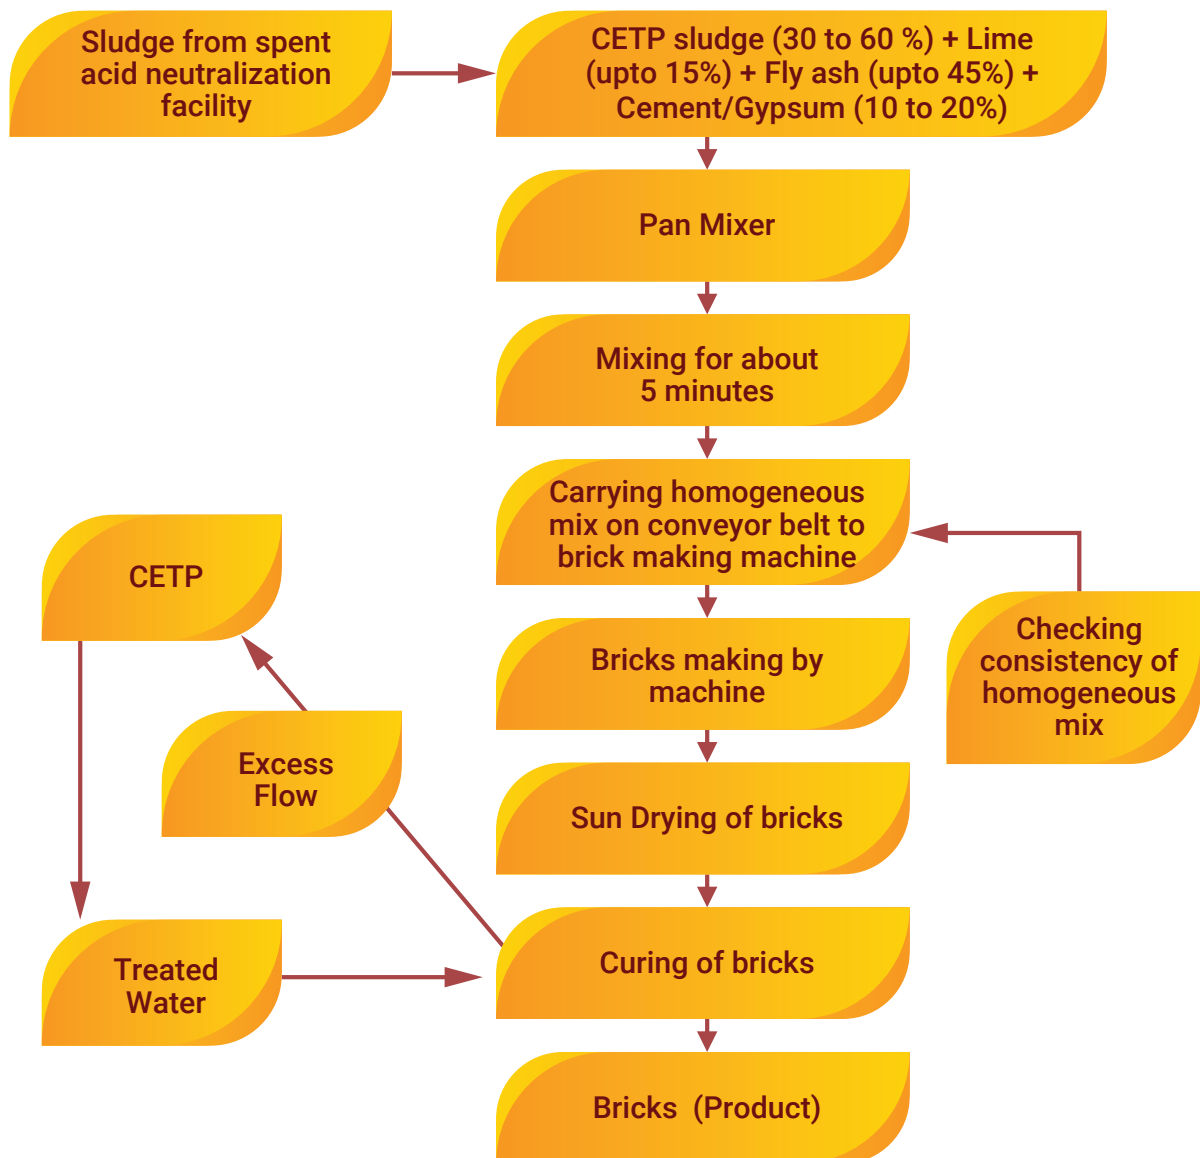 Sludge from spent
acid neutralization
facility
CETP sludge (30 to 60 %) + Lime
(upto 15%) + Fly ash (upto 45%) +
Cement/Gypsum (10 to 20%)
Pan Mixer
Mixing for about
5 minutes
Carrying homogeneous
mix on conveyor belt to
brick making machine
CETP
Checking
consistency of
homogeneous
mix
Bricks making by
machine
Excess
Flow
Sun Drying of bricks
Treated
Water
Curing of bricks
Bricks (Product)